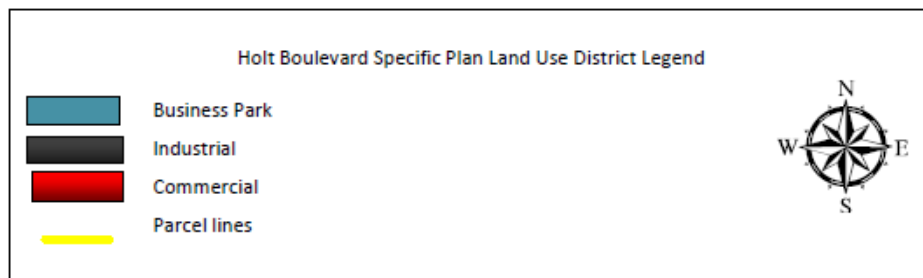 Holt Boulevard Specific Plan Land Use District Legend
Business Park
Industrial
Commercial
Parcel lines
N
W E
S